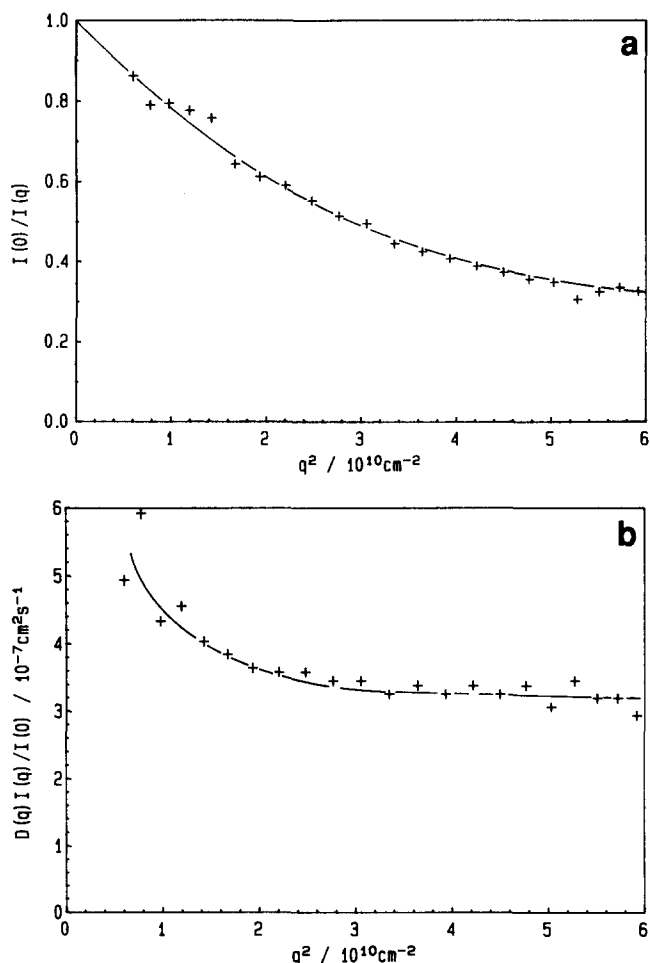 a
1.0
0.8
0.6
0.4
0.2
0.0
I(0)/I(q)
0 1 2 3 4 5 6
q² / 10¹⁰cm⁻²
b
6
5
4
3
2
1
0
D(q)I(q)/I(0) / 10⁻⁷cm²s⁻¹
0 1 2 3 4 5 6
q² / 10¹⁰cm⁻²